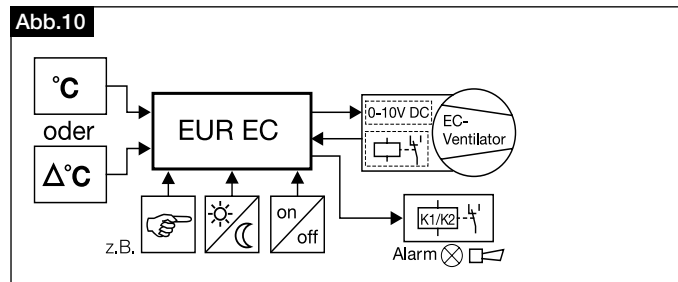 Abb.10
°C
oder
Δ°C
EUR EC
0-10V DC
EC-
Ventilator
z.B.
on
off
K1/K2
Alarm